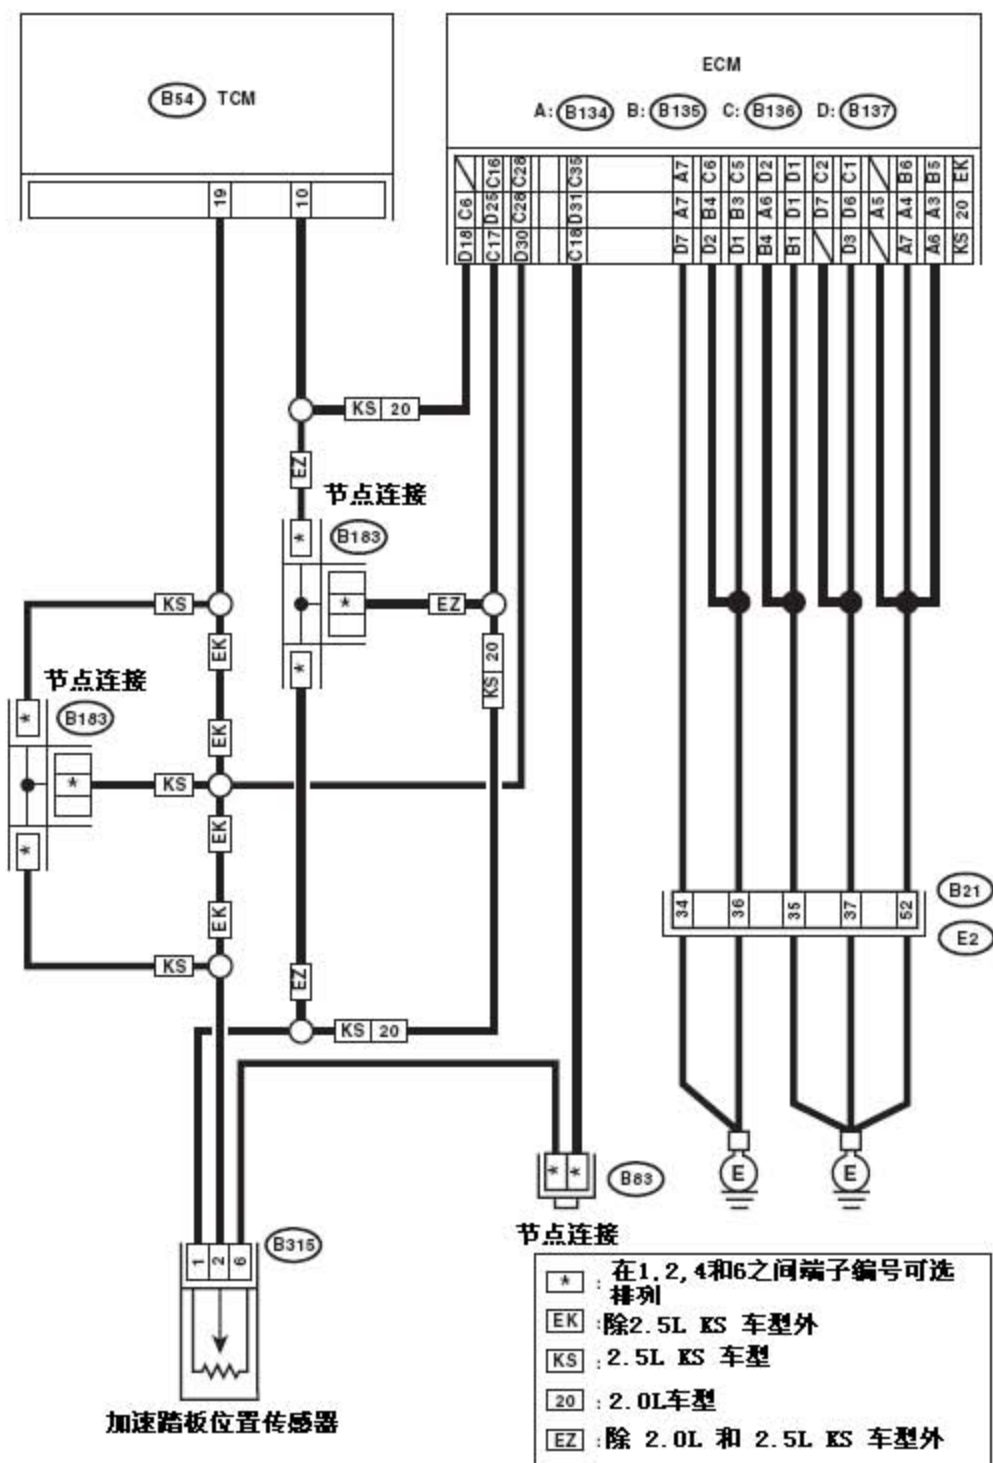 B54 TCM
ECM
A: B134 B: B135 C: B136 D: B137
19 10
C16 C28 C35 A7 C6 C5 D2 D1 C2 C1 B6 B5 EK
C6 D25 C28 D31 A7 B4 B3 A6 D1 D7 D6 A5 A4 A3 20
D18 C17 D30 C18 D7 D2 D1 B4 B1 D3 A7 A6 KS
KS 20
EZ
节点连接
* B183
* EZ
KS
EK
KS 20
*
节点连接
* B183
EK
* KS
EK
*
EK
KS
EZ
KS 20
34 36 35 37 52
B21
E2
* * B83
节点连接
E E
1 2 6 B315
加速踏板位置传感器
* : 在1,2,4和6之间端子编号可选
排列
EK :除2.5L KS 车型外
KS : 2.5L KS 车型
20 : 2.0L车型
EZ :除 2.0L 和 2.5L KS 车型外